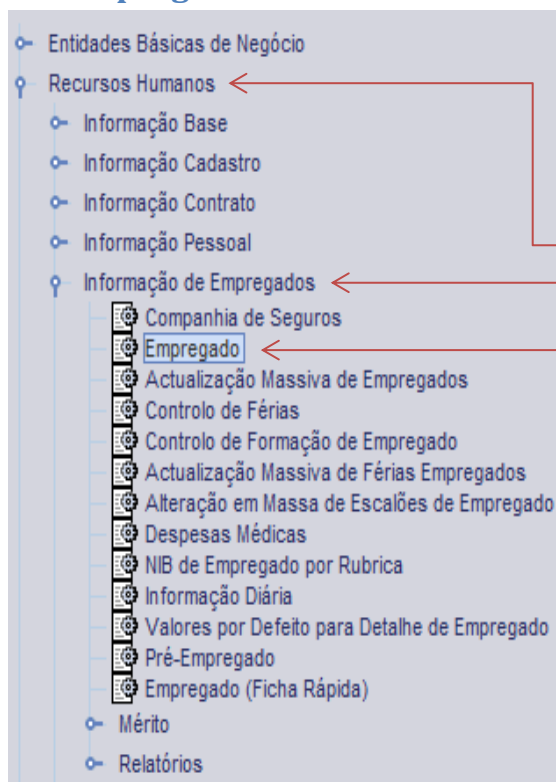 Entidades Básicas de Negócio
Recursos Humanos
Informação Base
Informação Cadastro
Informação Contrato
Informação Pessoal
Informação de Empregados
Companhia de Seguros
Empregado
Actualização Massiva de Empregados
Controlo de Férias
Controlo de Formação de Empregado
Actualização Massiva de Férias Empregados
Alteração em Massa de Escalões de Empregado
Despesas Médicas
NIB de Empregado por Rubrica
Informação Diária
Valores por Defeito para Detalhe de Empregado
Pré-Empregado
Empregado (Ficha Rápida)
Mérito
Relatórios